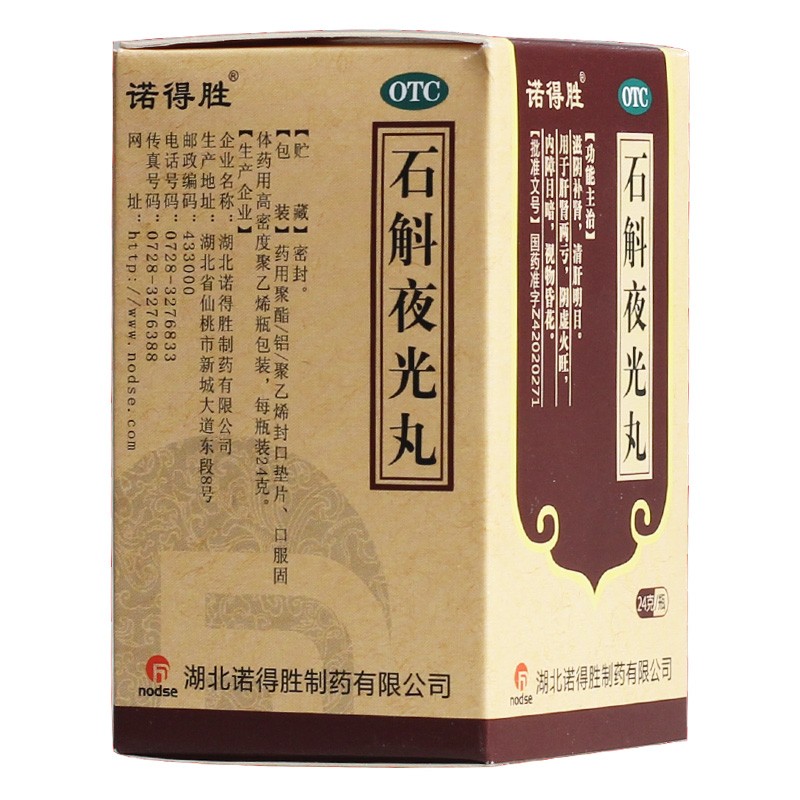 诺得胜®
OTC
石斛夜光丸
【贮　　藏】密封。
【包　　装】药用聚酯/铝/聚乙烯封口垫片、口服固
体药用高密度聚乙烯瓶包装，每瓶装24克。
【生产企业】
企业名称：湖北诺得胜制药有限公司
生产地址：湖北省仙桃市新城大道东段8号
邮政编码：433000
电话号码：0728-3276833
传真号码：0728-3276388
网　　址：http://www.nodse.com
nodse
湖北诺得胜制药有限公司
诺得胜®
OTC
石斛夜光丸
【功能主治】
滋阴补肾，清肝明目。
用于肝肾两亏，阴虚火旺，
内障目暗，视物昏花。
【批准文号】国药准字Z42020271
24克/瓶
nodse
湖北诺得胜制药有限公司